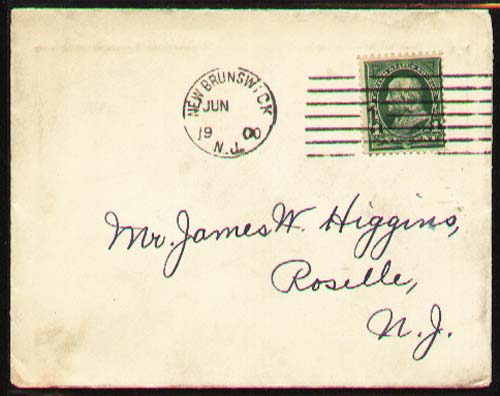 NEW BRUNSWICK
JUN
19 00
N.J.
Mr. James W. Higgins,
Roselle,
N.J.